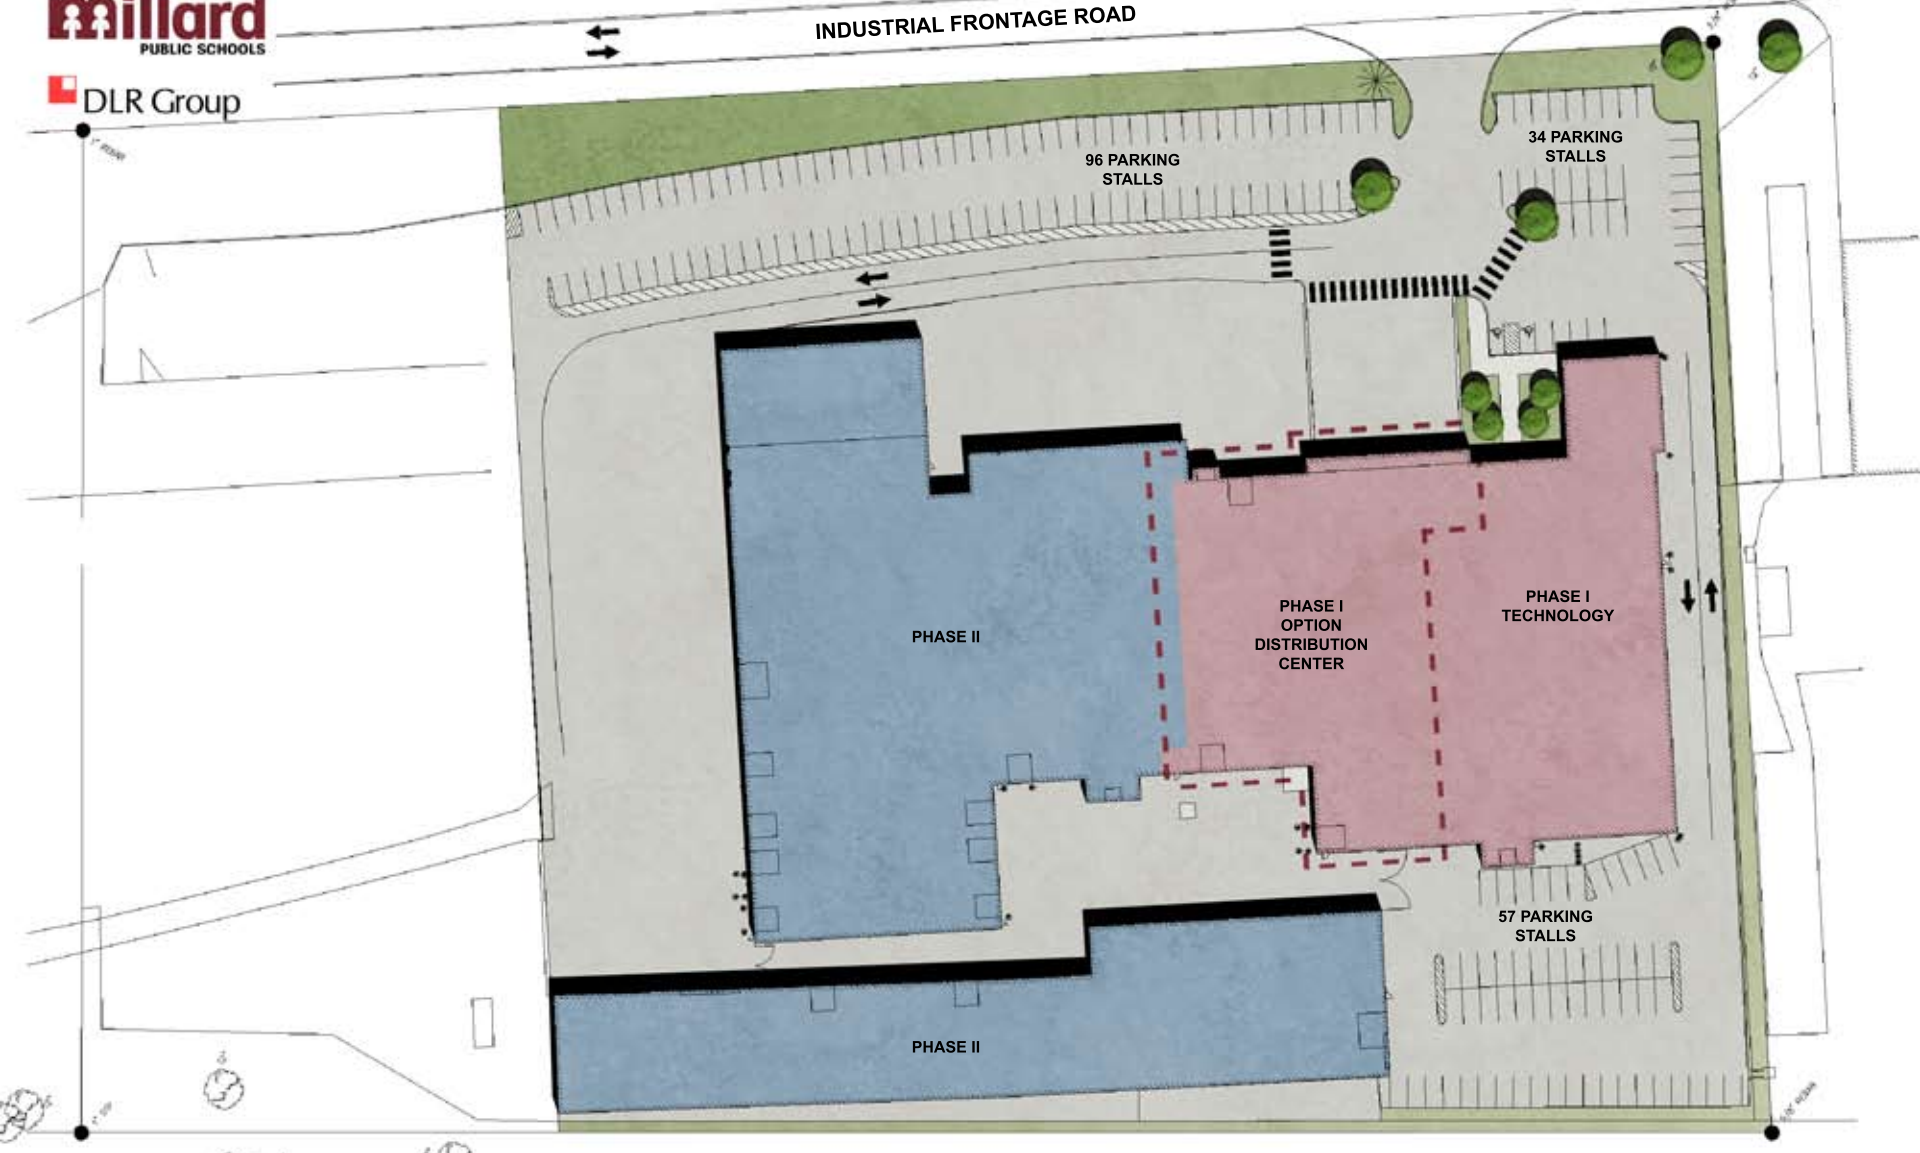 Millard
PUBLIC SCHOOLS
DLR Group
INDUSTRIAL FRONTAGE ROAD
96 PARKING
STALLS
34 PARKING
STALLS
PHASE II
PHASE I
OPTION
DISTRIBUTION
CENTER
PHASE I
TECHNOLOGY
57 PARKING
STALLS
PHASE II